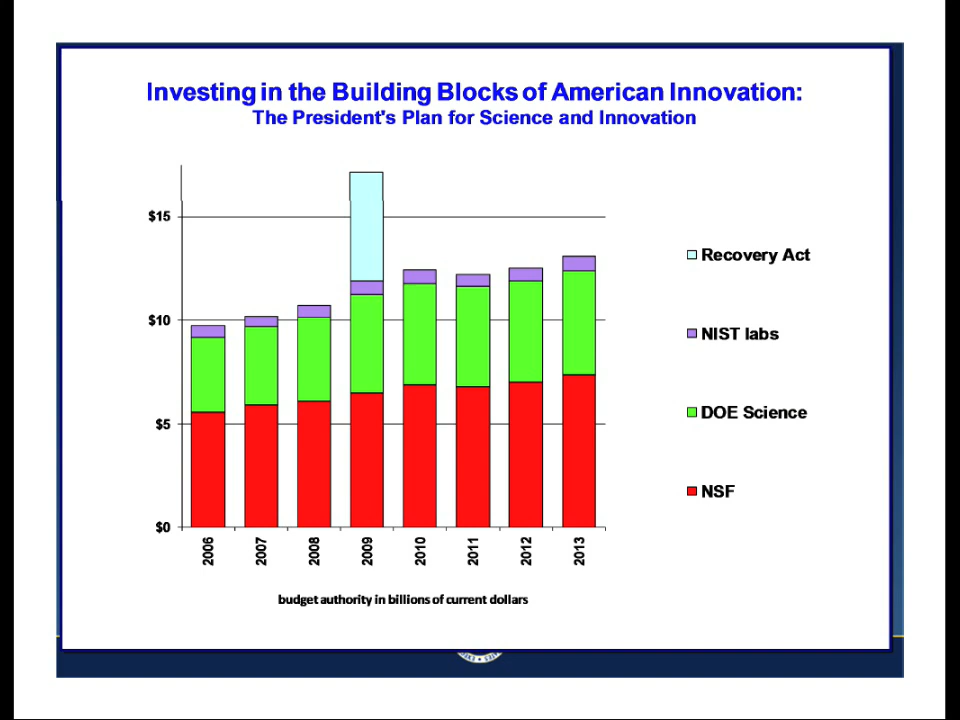 Investing in the Building Blocks of American Innovation:
The President's Plan for Science and Innovation
$15
$10
$5
$0
2006
2007
2008
2009
2010
2011
2012
2013
Recovery Act
NIST labs
DOE Science
NSF
budget authority in billions of current dollars